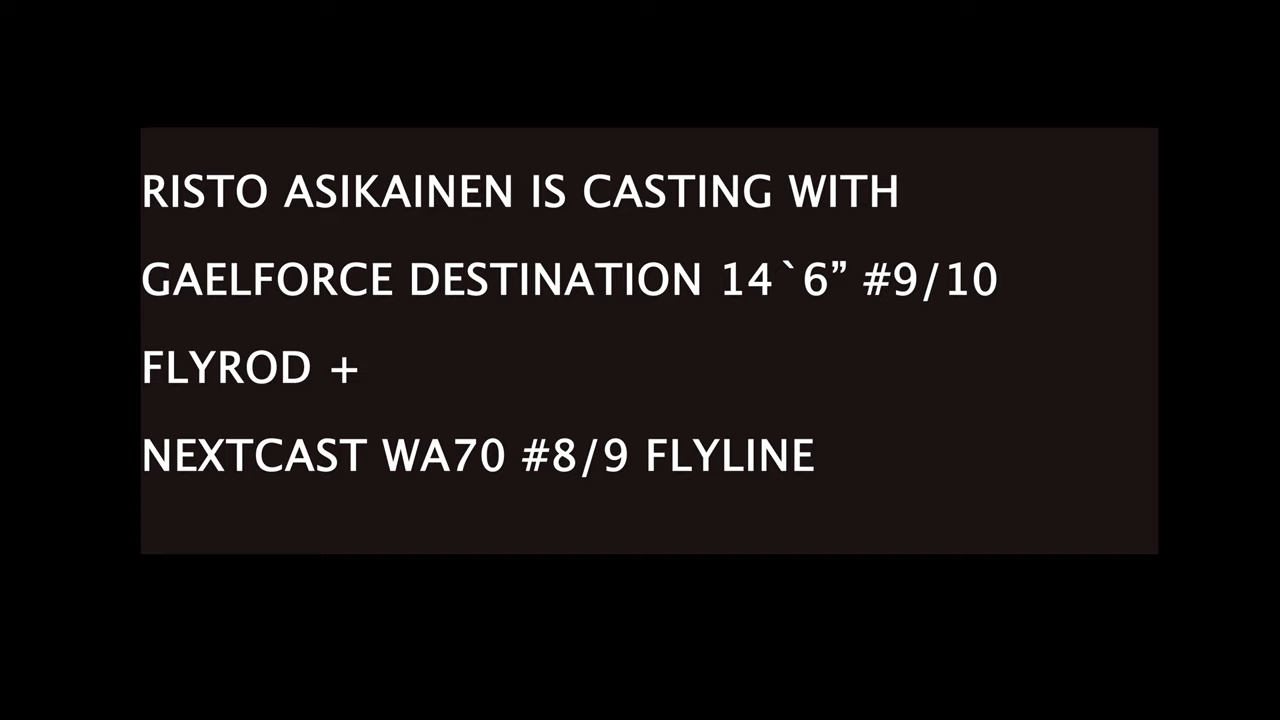 RISTO ASIKAINEN IS CASTING WITH
GAELFORCE DESTINATION 14`6” #9/10
FLYROD +
NEXTCAST WA70 #8/9 FLYLINE